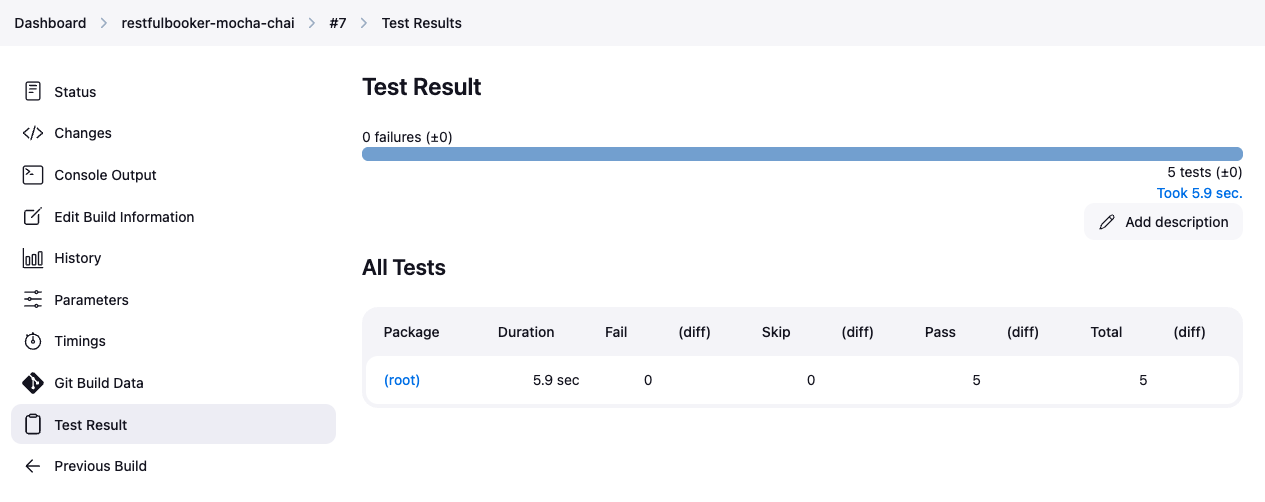 Dashboard > restfulbooker-mocha-chai > #7 > Test Results
Status
Changes
Console Output
Edit Build Information
History
Parameters
Timings
Git Build Data
Test Result
Previous Build
Test Result
0 failures (±0)
5 tests (±0)
Took 5.9 sec.
Add description
All Tests
Package Duration Fail (diff) Skip (diff) Pass (diff) Total (diff)
(root) 5.9 sec 0 0 5 5